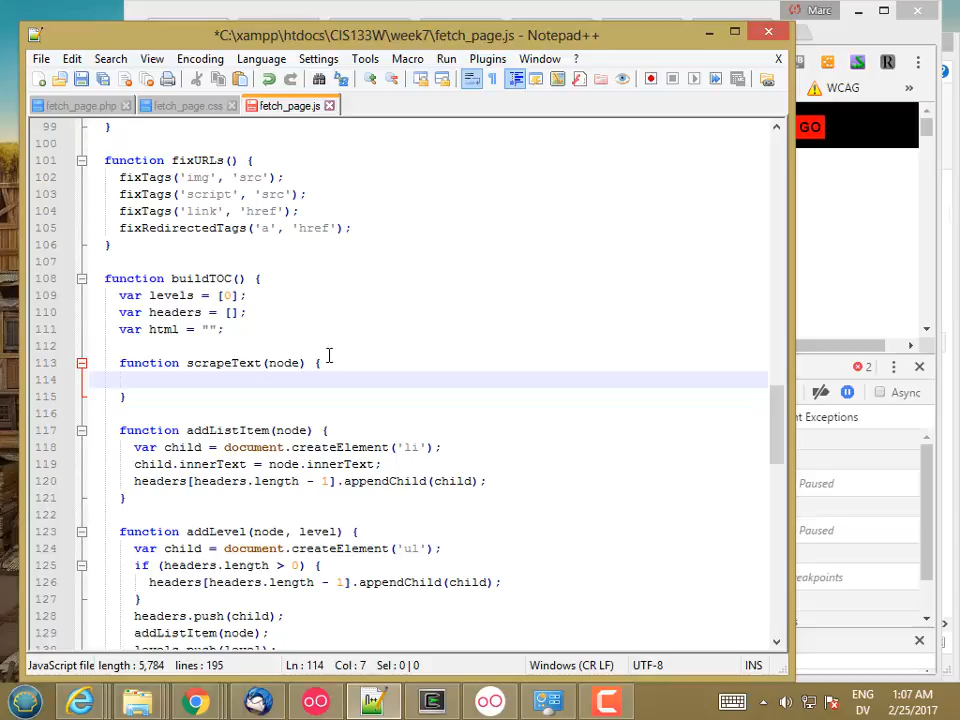 Marc
*C:\xampp\htdocs\CIS133W\week7\fetch_page.js - Notepad++
File Edit Search View Encoding Language Settings Tools Macro Run Plugins Window ? X
WCAG »
fetch_page.php fetch_page.css fetch_page.js
GO
99 }
100
101 function fixURLs() {
102 fixTags('img', 'src');
103 fixTags('script', 'src');
104 fixTags('link', 'href');
105 fixRedirectedTags('a', 'href');
106 }
107
108 function buildTOC() {
109 var levels = [0];
110 var headers = [];
111 var html = "";
112
113 function scrapeText(node) {
114
115 }
116
117 function addListItem(node) {
118 var child = document.createElement('li');
119 child.innerText = node.innerText;
120 headers[headers.length - 1].appendChild(child);
121 }
122
123 function addLevel(node, level) {
124 var child = document.createElement('ul');
125 if (headers.length > 0) {
126 headers[headers.length - 1].appendChild(child);
127 }
128 headers.push(child);
129 addListItem(node);
2
Async
Exceptions
Paused
Paused
JavaScript file length : 5,784 lines : 195 Ln : 114 Col : 7 Sel : 0 | 0 Windows (CR LF) UTF-8 INS
ENG
DV
1:07 AM
2/25/2017